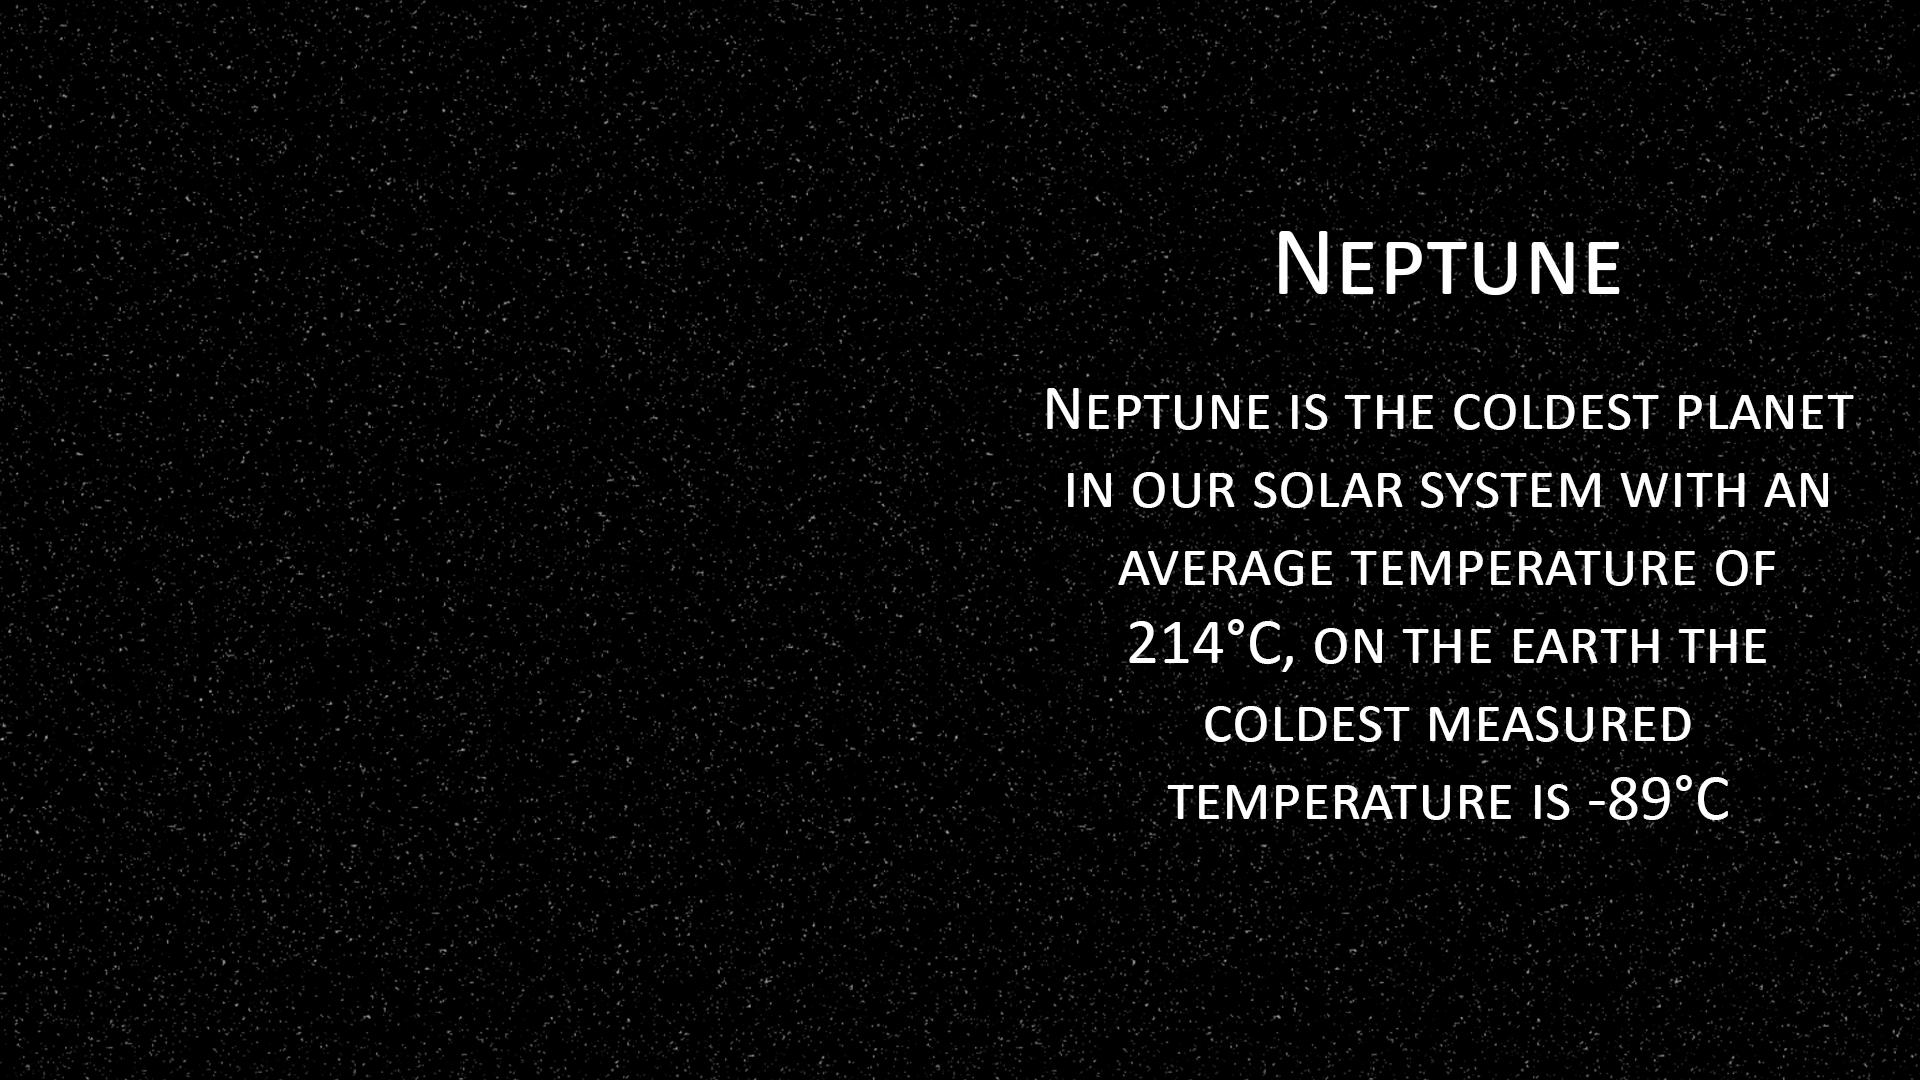 Neptune
Neptune is the coldest planet
in our solar system with an
average temperature of
214°C, on the earth the
coldest measured
temperature is -89°C